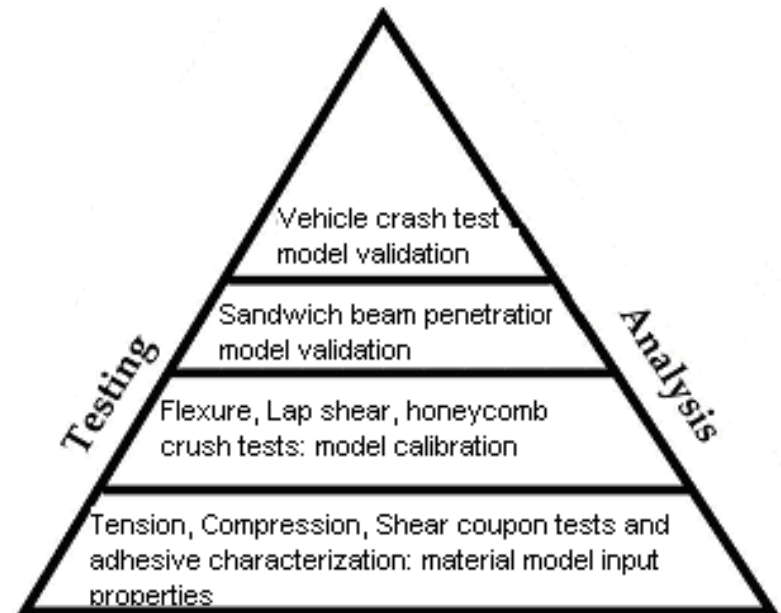 Vehicle crash test
model validation
Sandwich beam penetration
model validation
Testing
Analysis
Flexure, Lap shear, honeycomb
crush tests: model calibration
Tension, Compression, Shear coupon tests and
adhesive characterization: material model input
properties